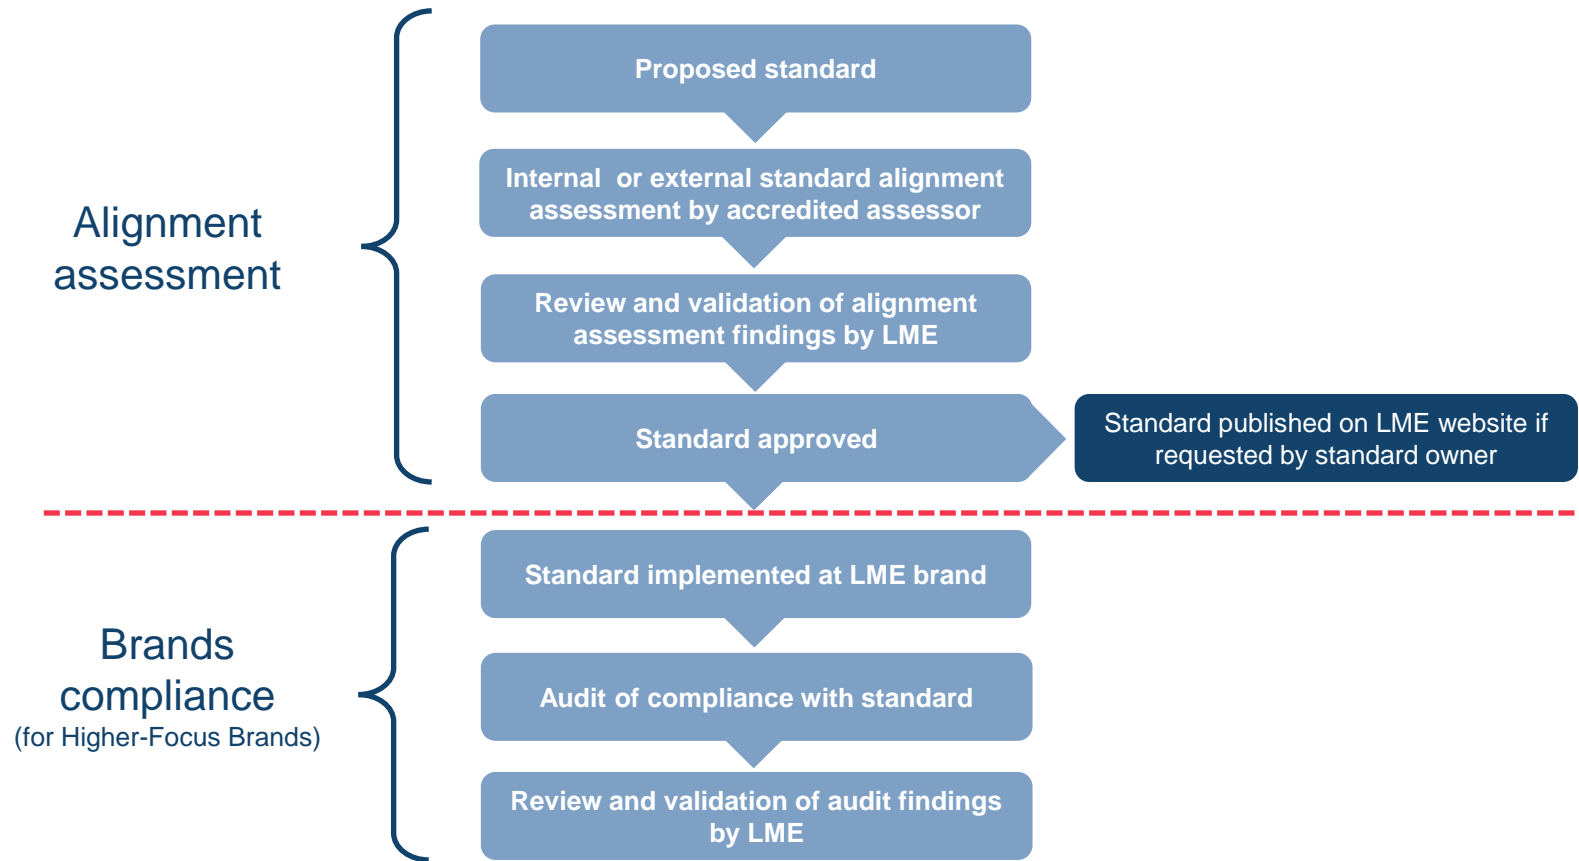 Alignment
assessment
Proposed standard
Internal  or external standard alignment
assessment by accredited assessor
Review and validation of alignment
assessment findings by LME
Standard approved
Standard published on LME website if
requested by standard owner
Brands
compliance
(for Higher-Focus Brands)
Standard implemented at LME brand
Audit of compliance with standard
Review and validation of audit findings
by LME